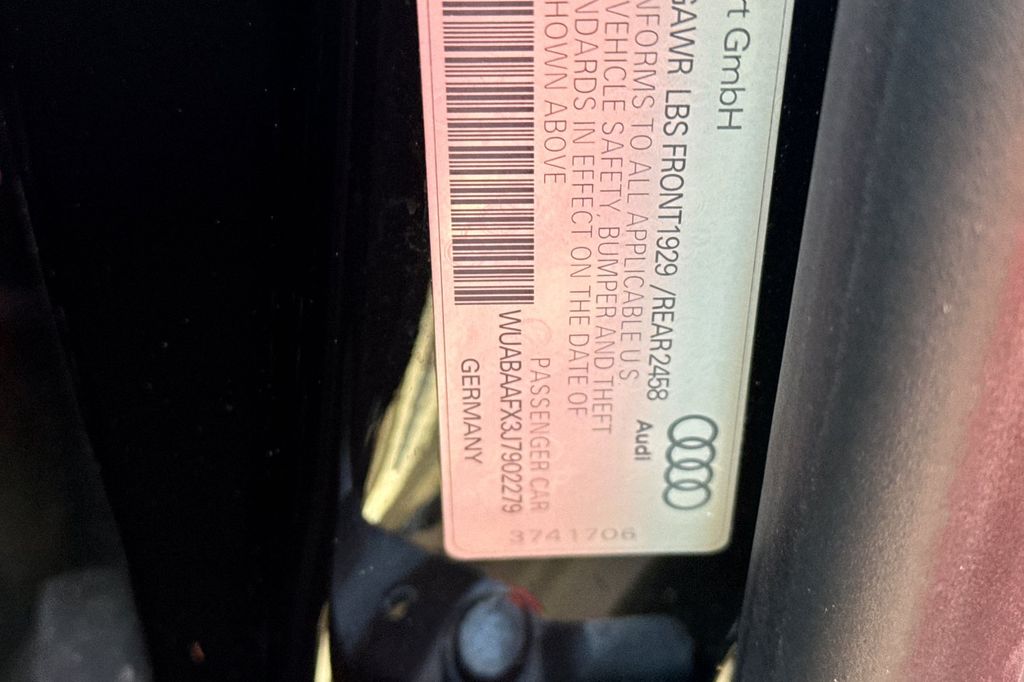 rt GmbH
GAWR LBS FRONT1929 /REAR2458
NFORMS TO ALL APPLICABLE U.S.
VEHICLE SAFETY, BUMPER AND THEFT
NDARDS IN EFFECT ON THE DATE OF
HOWN ABOVE
Audi
PASSENGER CAR
WUABAAFX3J7902279
GERMANY
3741706